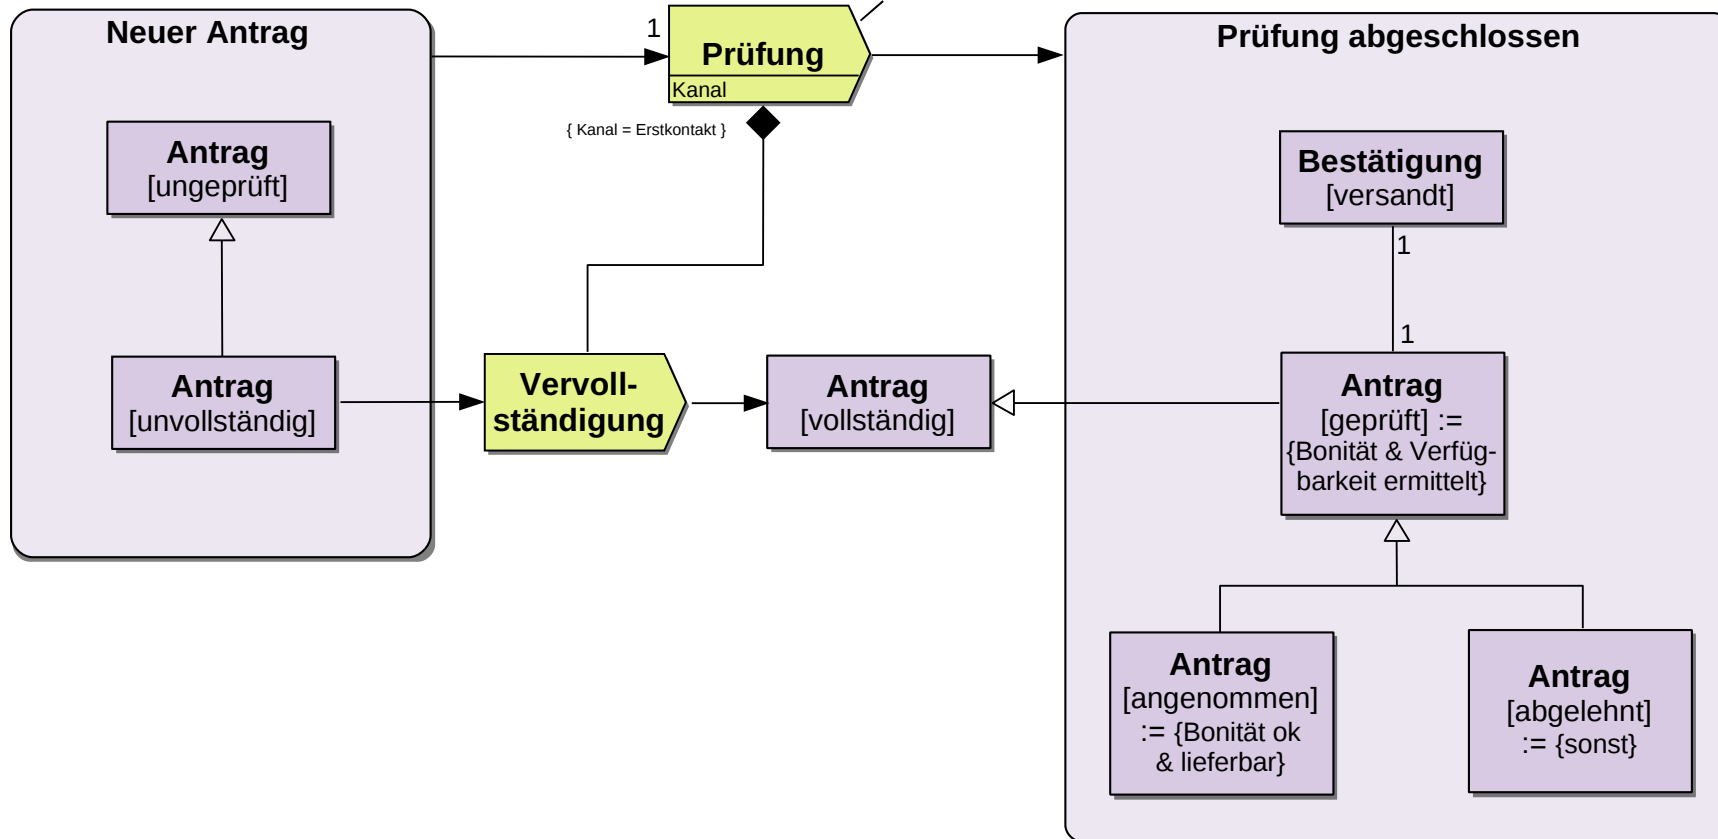 Neuer Antrag
1
Prüfung
Kanal
Prüfung abgeschlossen
{ Kanal = Erstkontakt }
Antrag
[ungeprüft]
Bestätigung
[versandt]
1
1
Antrag
[unvollständig]
Vervoll-
ständigung
Antrag
[vollständig]
Antrag
[geprüft] :=
{Bonität & Verfüg-
barkeit ermittelt}
Antrag
[angenommen]
:= {Bonität ok
& lieferbar}
Antrag
[abgelehnt]
:= {sonst}